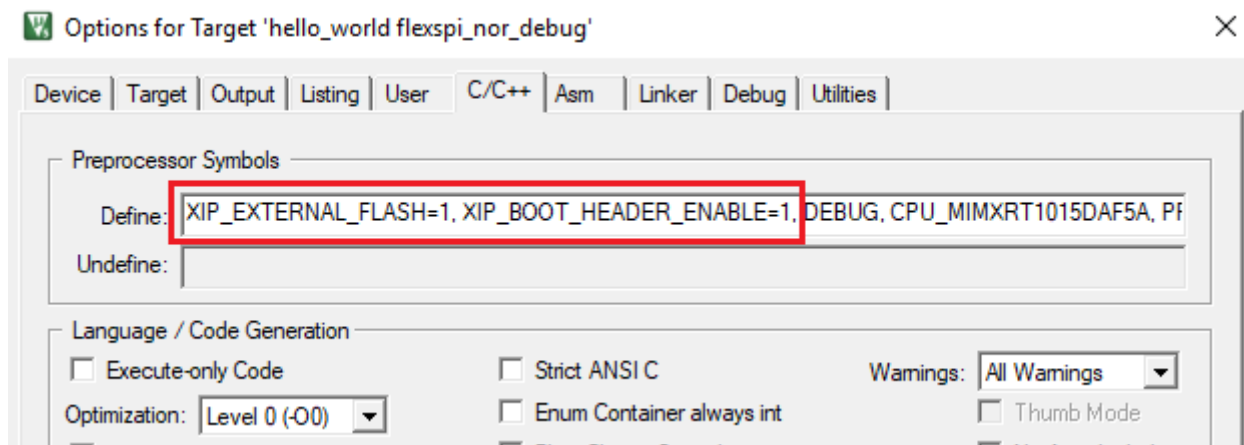 Options for Target 'hello_world flexspi_nor_debug'
Device Target Output Listing User C/C++ Asm Linker Debug Utilities
Preprocessor Symbols
Define: XIP_EXTERNAL_FLASH=1, XIP_BOOT_HEADER_ENABLE=1, DEBUG, CPU_MIMXRT1015DAF5A, PF
Undefine:
Language / Code Generation
Execute-only Code Strict ANSI C Warnings: All Warnings
Optimization: Level 0 (-O0) Enum Container always int Thumb Mode